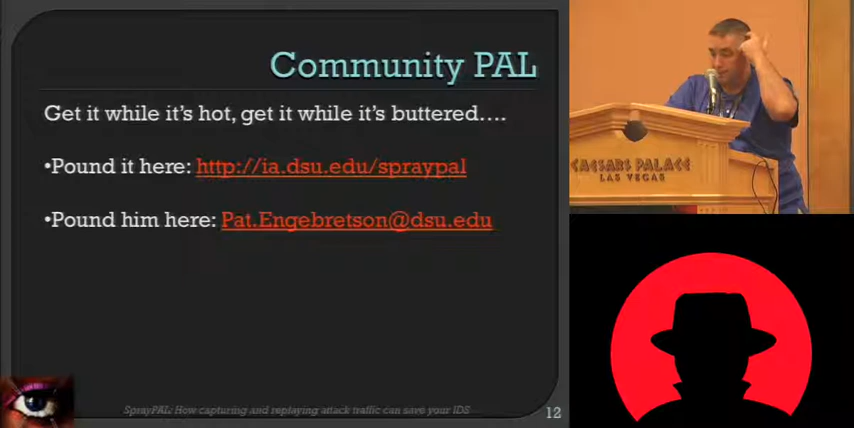 Community PAL
Get it while it's hot, get it while it's buttered....
•Pound it here: http://ia.dsu.edu/spraypal
•Pound him here: Pat.Engebretson@dsu.edu
SprayPAL: How capturing and replaying attack traffic can save your IDS
12
CAESARS PALACE
LAS VEGAS